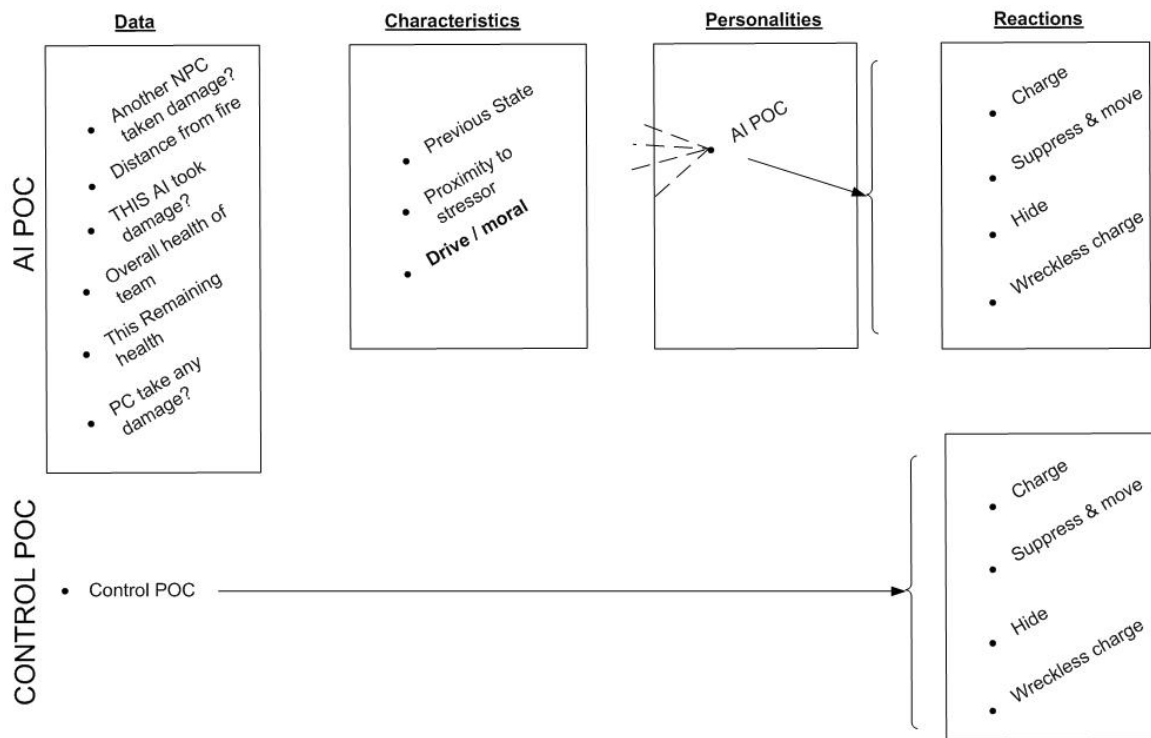 Data
Characteristics
Personalities
Reactions
AI POC
Another NPC
taken damage?
Distance from fire
THIS AI took
damage?
Overall health of
team
This Remaining
health
PC take any
damage?
Previous State
Proximity to
stressor
Drive / moral
AI POC
Charge
Suppress & move
Hide
Wreckless charge
CONTROL POC
Control POC
Charge
Suppress & move
Hide
Wreckless charge